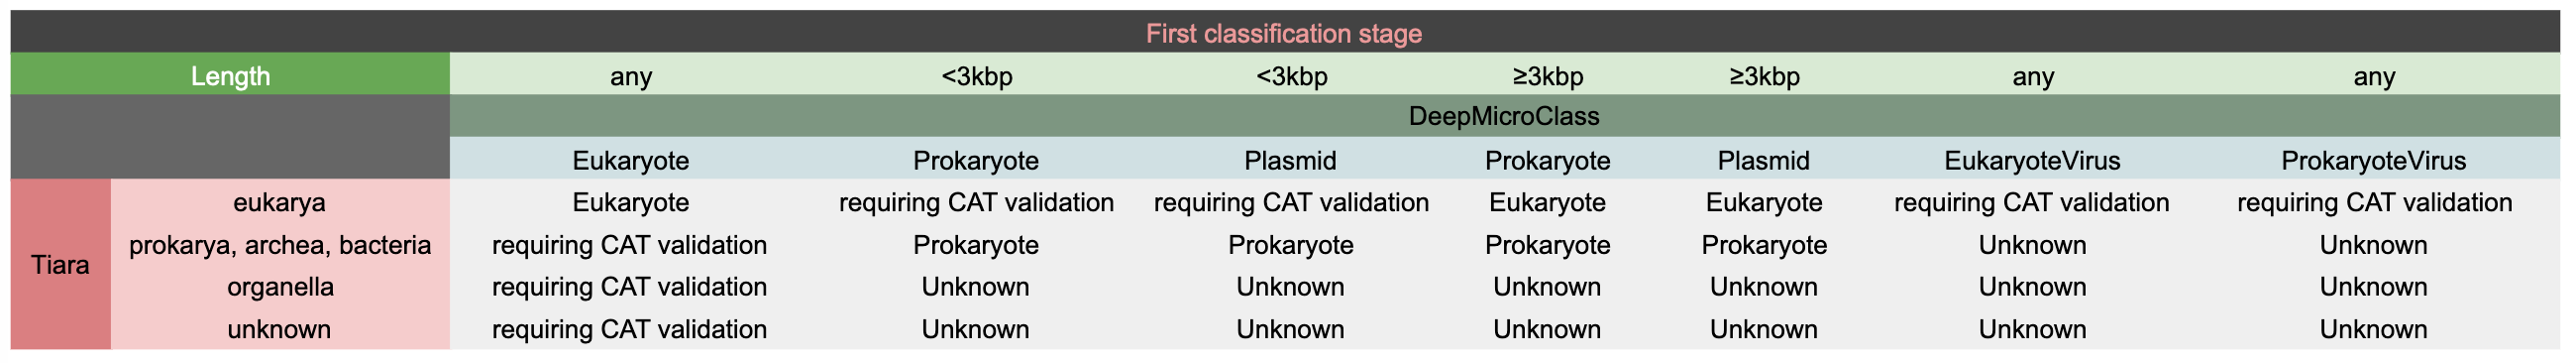 First classification stage
Length any <3kbp <3kbp ≥3kbp ≥3kbp any any
DeepMicroClass
Eukaryote Prokaryote Plasmid Prokaryote Plasmid EukaryoteVirus ProkaryoteVirus
eukarya Eukaryote requiring CAT validation requiring CAT validation Eukaryote Eukaryote requiring CAT validation requiring CAT validation
prokarya, archea, bacteria requiring CAT validation Prokaryote Prokaryote Prokaryote Prokaryote Unknown Unknown
Tiara
organella requiring CAT validation Unknown Unknown Unknown Unknown Unknown Unknown
unknown requiring CAT validation Unknown Unknown Unknown Unknown Unknown Unknown